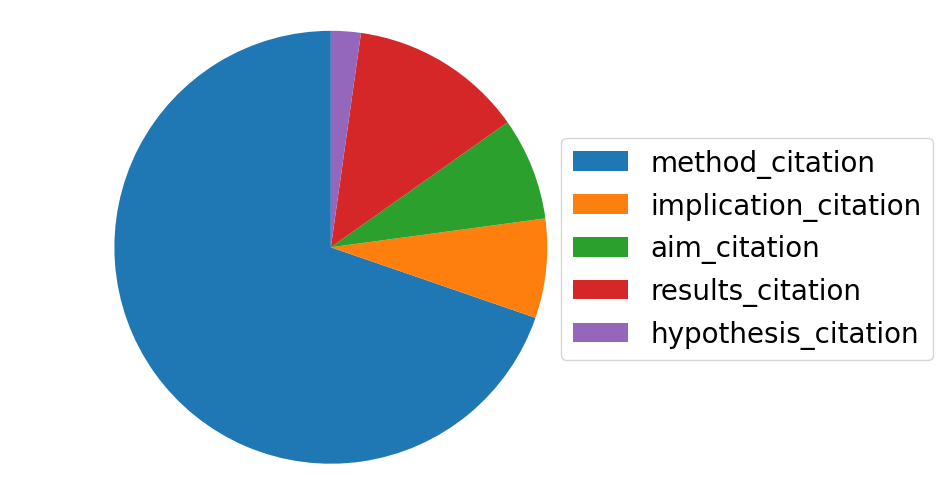 method_citation
implication_citation
aim_citation
results_citation
hypothesis_citation